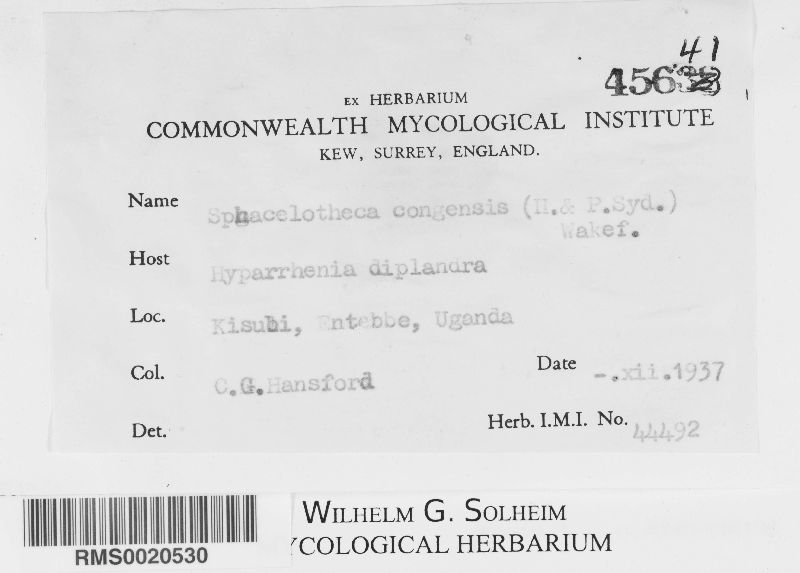 41
456
EX HERBARIUM
COMMONWEALTH MYCOLOGICAL INSTITUTE
KEW, SURREY, ENGLAND.
Name Sphacelotheca congensis (H.& P.Syd.)
Wakef.
Host Hyparrhenia diplandra
Loc. Kisubi, Entebbe, Uganda
Col. C.G.Hansford Date -.xii.1937
Det. Herb. I.M.I. No. 44492
WILHELM G. SOLHEIM
YCOLOGICAL HERBARIUM
RMS0020530